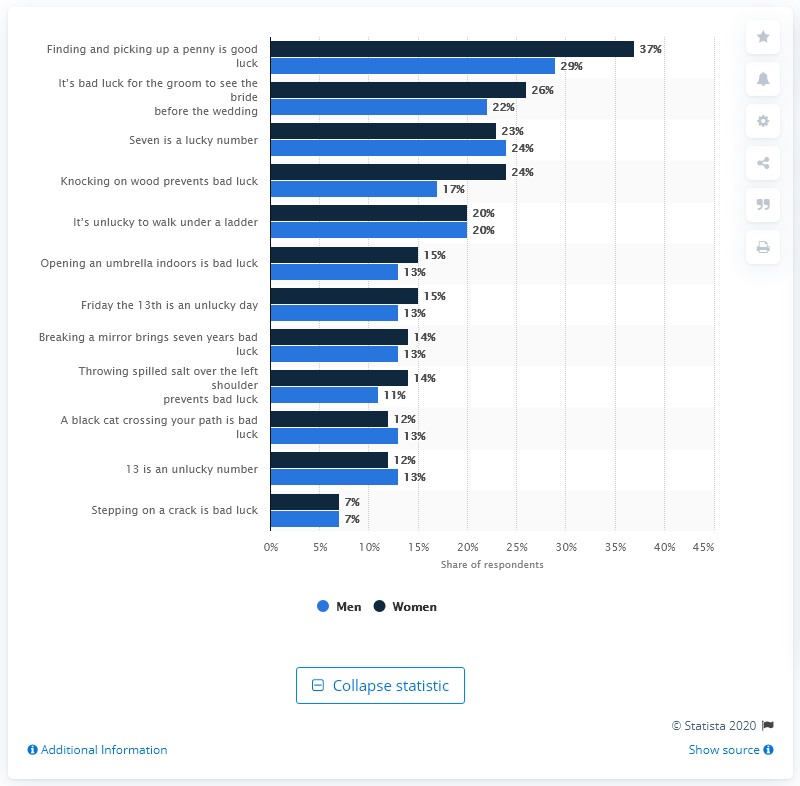 Finding and picking up a penny is good
luck
37%
29%
It's bad luck for the groom to see the
bride
before the wedding
26%
22%
Seven is a lucky number
23%
24%
Knocking on wood prevents bad luck
24%
17%
It's unlucky to walk under a ladder
20%
20%
Opening an umbrella indoors is bad luck
15%
13%
Friday the 13th is an unlucky day
15%
13%
Breaking a mirror brings seven years bad
luck
14%
13%
Throwing spilled salt over the left
shoulder
prevents bad luck
14%
11%
A black cat crossing your path is bad
luck
12%
13%
13 is an unlucky number
12%
13%
Stepping on a crack is bad luck
7%
7%
0% 5% 10% 15% 20% 25% 30% 35% 40% 45%
Share of respondents
Men Women
Collapse statistic
© Statista 2020
Additional Information Show source